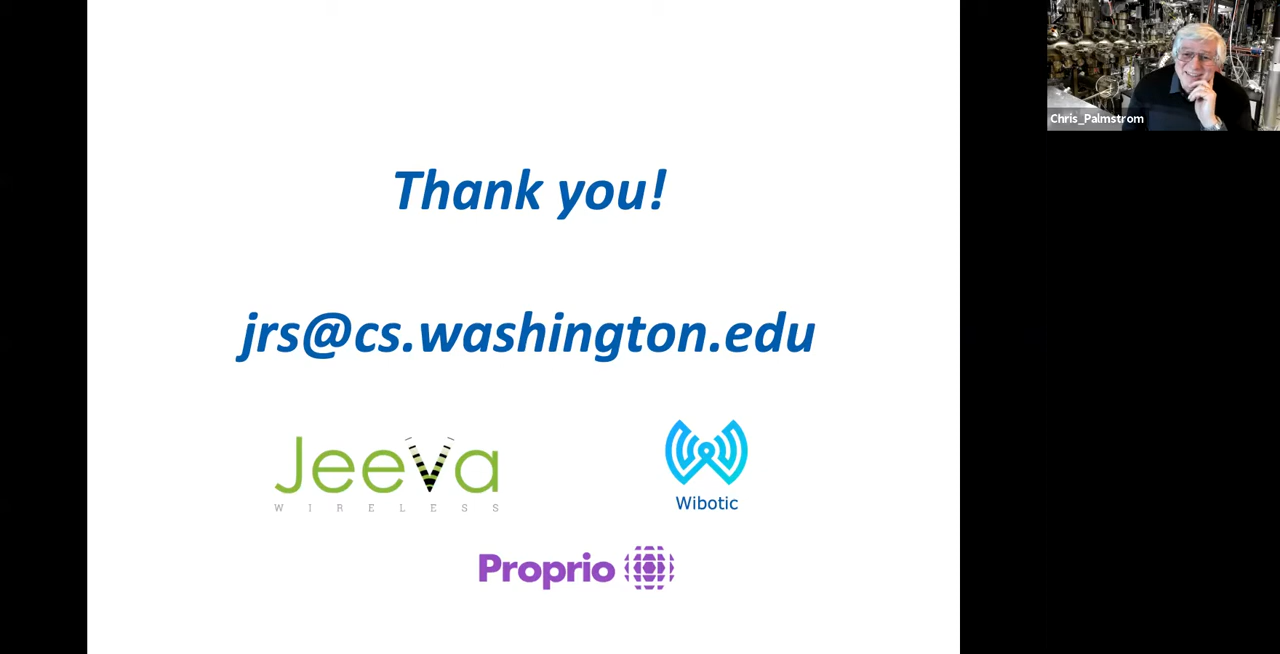 Thank you!
jrs@cs.washington.edu
Jeeva
WIRELESS
Wibotic
Proprio
Chris_Palmstrom